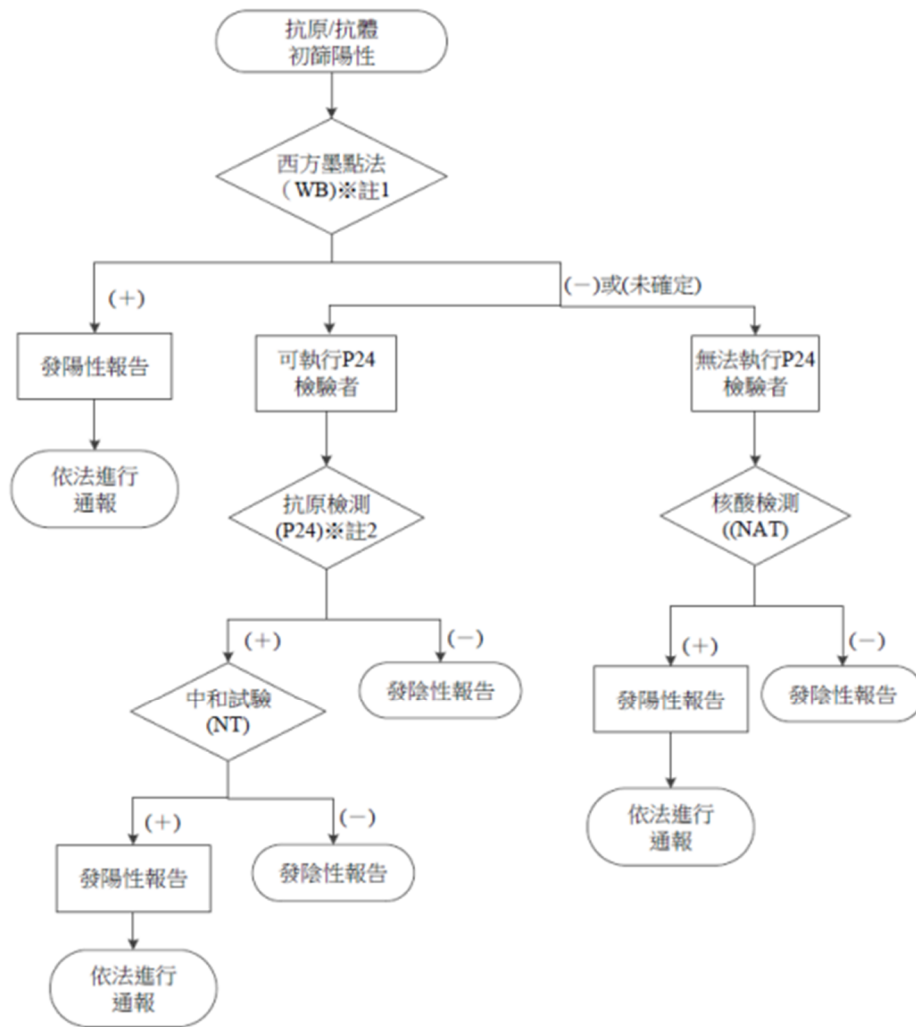 抗原/抗體
初篩陽性
西方墨點法
（WB)※註1
(＋)
(－)或(未確定)
發陽性報告
可執行P24
檢驗者
無法執行P24
檢驗者
依法進行
通報
抗原檢測
(P24)※註2
核酸檢測
((NAT)
(＋)
(－)
(＋)
(－)
中和試驗
(NT)
發陰性報告
發陽性報告
發陰性報告
(＋)
(－)
依法進行
通報
發陽性報告
發陰性報告
依法進行
通報